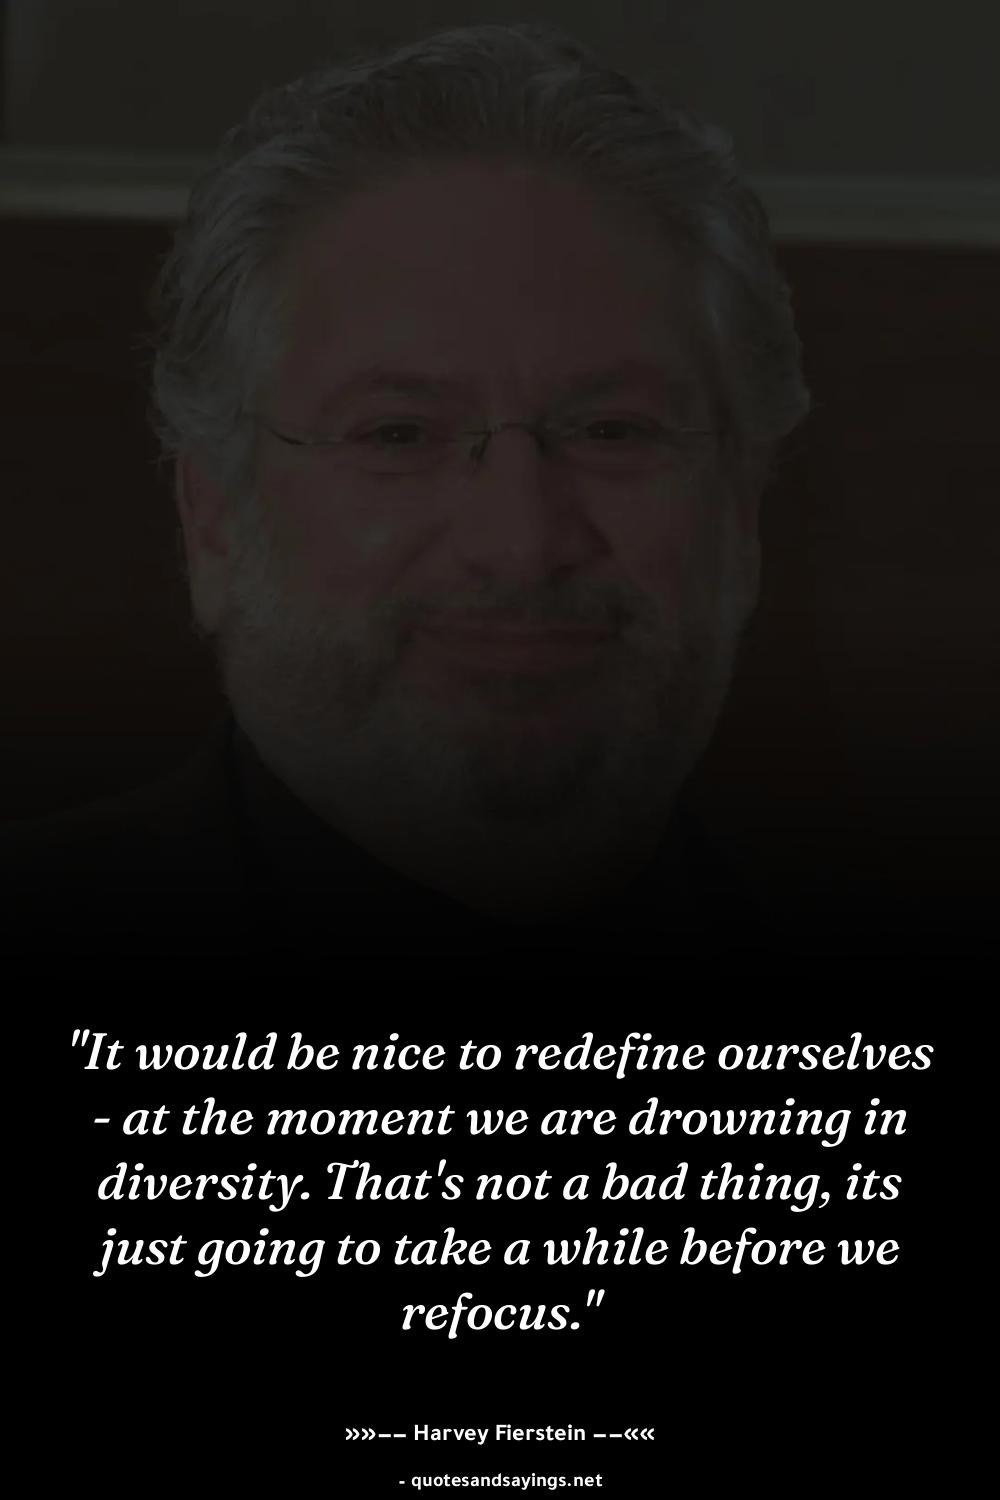 "It would be nice to redefine ourselves
- at the moment we are drowning in
diversity. That's not a bad thing, its
just going to take a while before we
refocus."
»»−− Harvey Fierstein −−««
- quotesandsayings.net